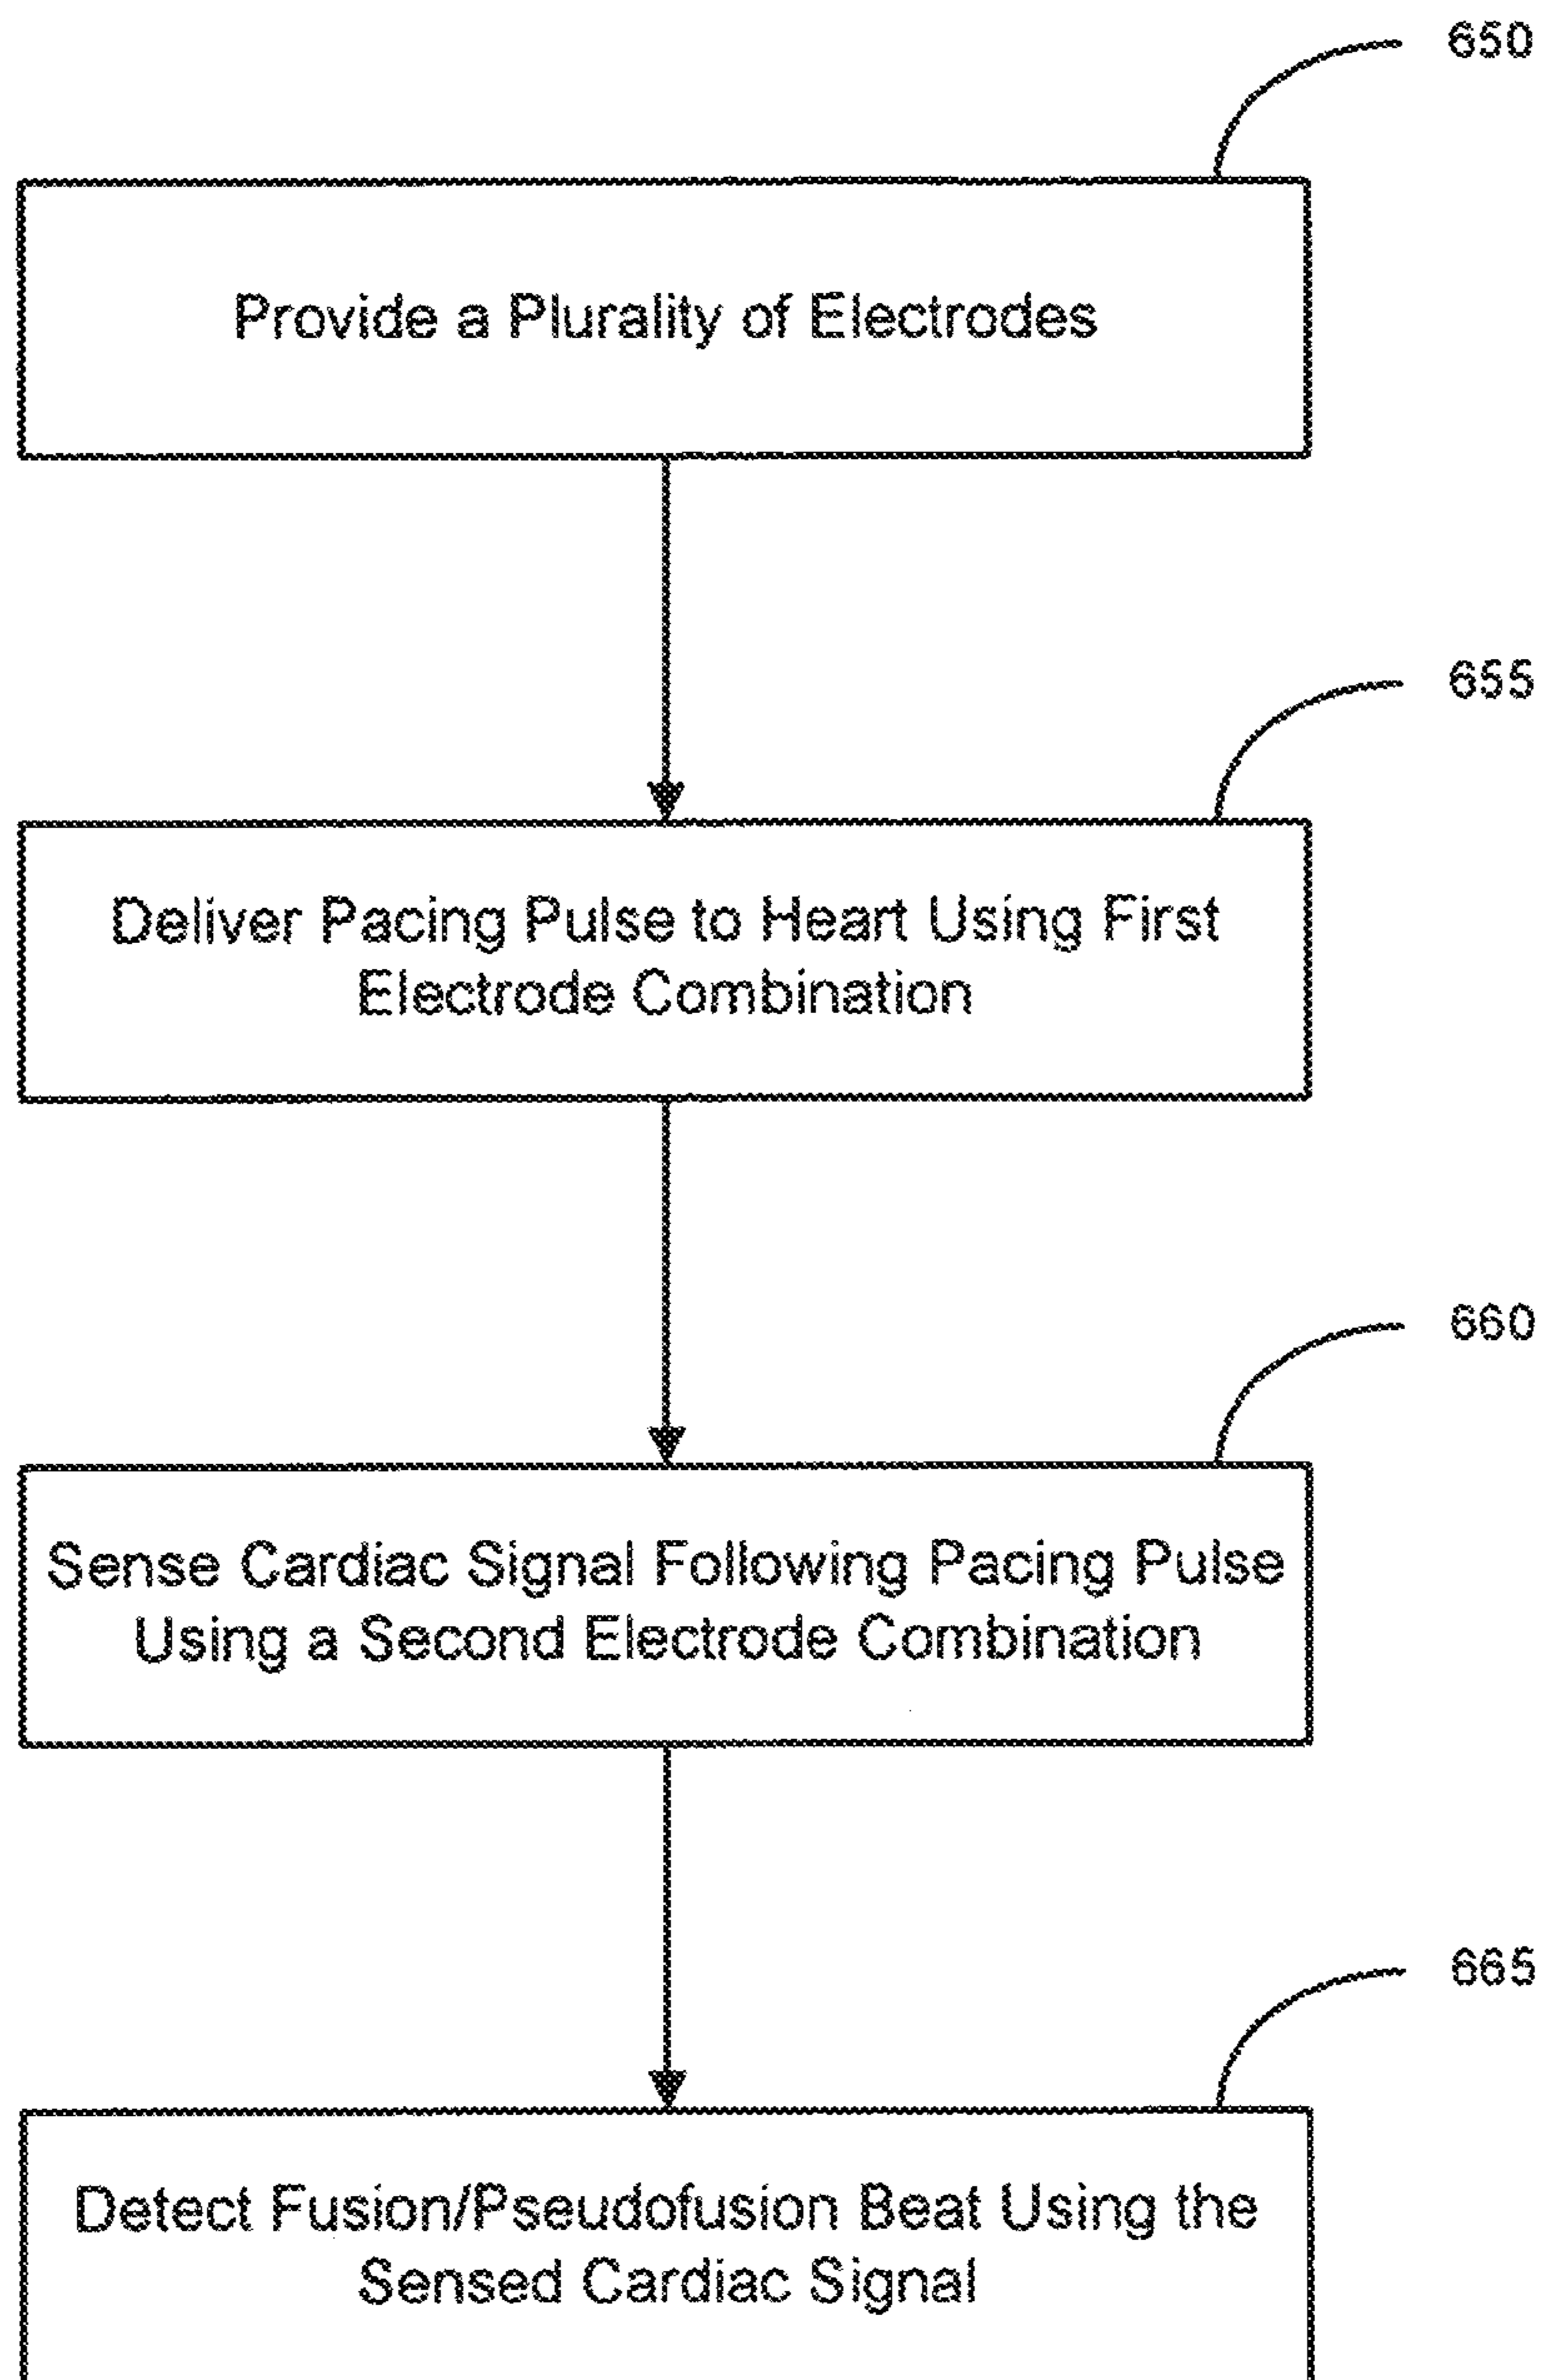 650
Provide a Plurality of Electrodes
655
Deliver Pacing Pulse to Heart Using First
Electrode Combination
660
Sense Cardiac Signal Following Pacing Pulse
Using a Second Electrode Combination
665
Detect Fusion/Pseudofusion Beat Using the
Sensed Cardiac Signal